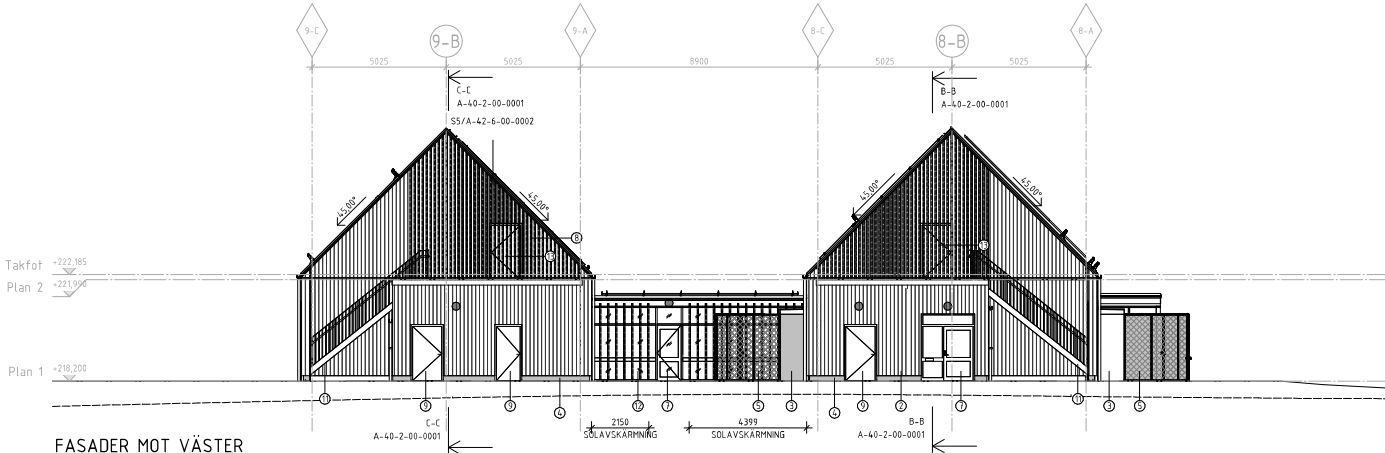 9-C
9-B
9-A
8-C
8-B
8-A
5025
5025
8900
5025
5025
C-C
A-40-2-00-0001
S5/A-42-6-00-0002
B-B
A-40-2-00-0001
45,00°
45,00°
45,00°
45,00°
8
13
13
Takfot +222,185
Plan 2 +221,990
Plan 1 +218,200
11
9
9
4
12
7
5
3
4
9
2
7
11
3
5
C-C
A-40-2-00-0001
2150
SOLAVSKÄRMNING
4399
SOLAVSKÄRMNING
B-B
A-40-2-00-0001
FASADER MOT VÄSTER